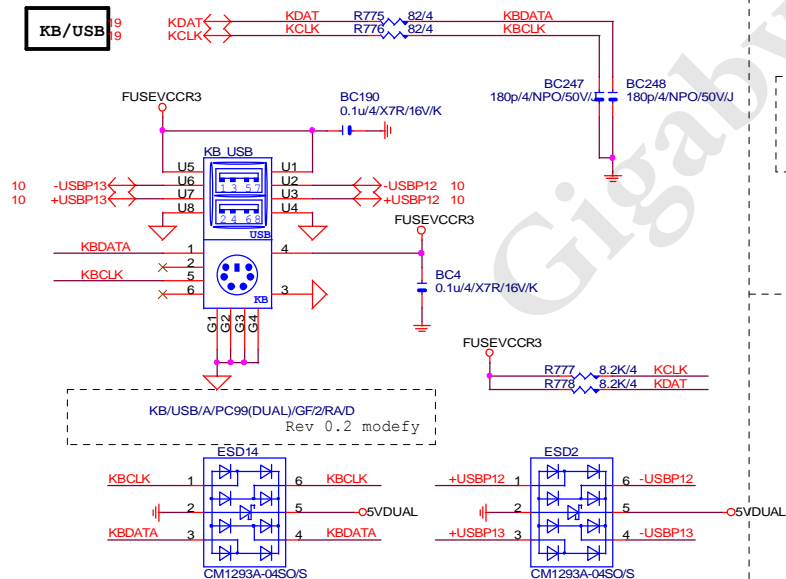 KB/USB
19 KDAT R775 82/4 KBDATA
19 KCLK R776 82/4 KBCLK
BC247 BC248
180p/4/NPO/50V/J 180p/4/NPO/50V/J
FUSEVCCR3
BC190
0.1u/4/X7R/16V/K
KB_USB
U5 U1
10 -USBP13 U6 1 3 5 7 U2 -USBP12 10
10 +USBP13 U7 U3 +USBP12 10
U8 2 4 6 8 U4
USB
FUSEVCCR3
KBDATA 1 4
2
KBCLK 5
BC4
0.1u/4/X7R/16V/K
6 KB 3
G1 G2 G3 G4
FUSEVCCR3
R777 8.2K/4 KCLK
R778 8.2K/4 KDAT
KB/USB/A/PC99(DUAL)/GF/2/RA/D
Rev 0.2 modefy
ESD14
KBCLK 1 6 KBCLK
2 5 5VDUAL
KBDATA 3 4 KBDATA
CM1293A-04SO/S
ESD2
+USBP12 1 6 -USBP12
2 5 5VDUAL
+USBP13 3 4 -USBP13
CM1293A-04SO/S